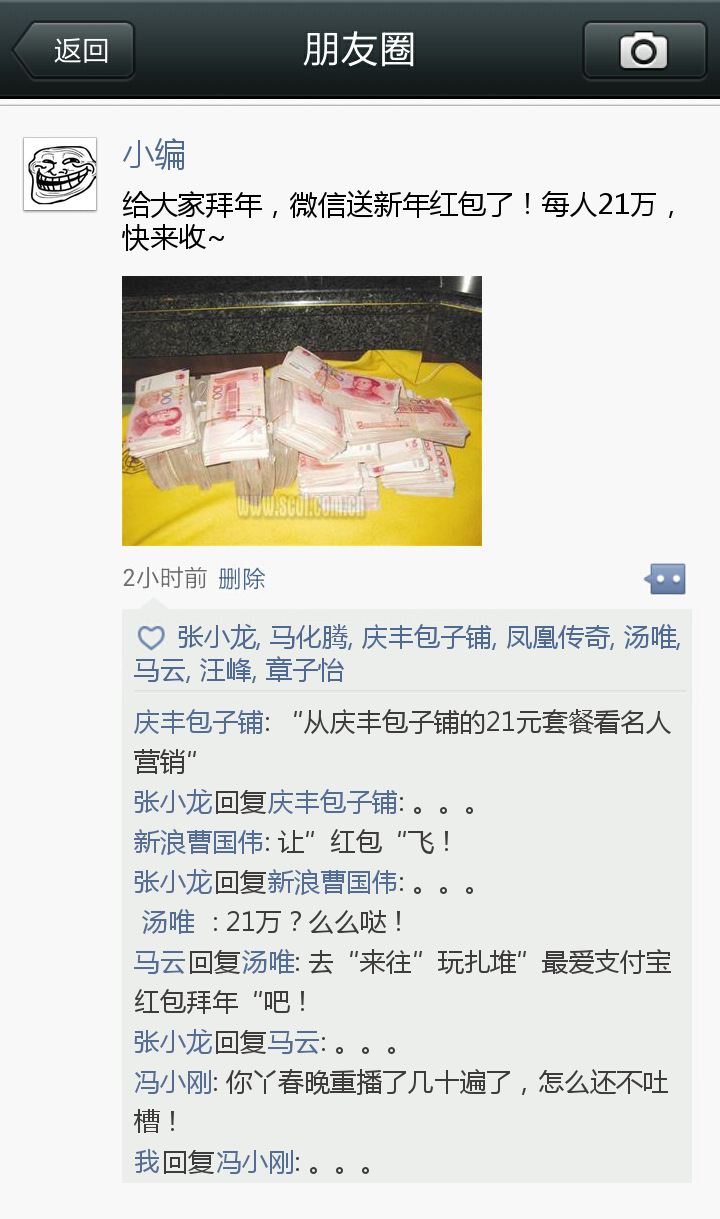 返回
朋友圈
小编
给大家拜年，微信送新年红包了！每人21万，
快来收~
www.scol.com.cn
2小时前 删除
张小龙, 马化腾, 庆丰包子铺, 凤凰传奇, 汤唯,
马云, 汪峰, 章子怡
庆丰包子铺: “从庆丰包子铺的21元套餐看名人
营销“
张小龙回复庆丰包子铺: 。。。
新浪曹国伟: 让”红包“飞！
张小龙回复新浪曹国伟: 。。。
汤唯 : 21万？么么哒！
马云回复汤唯: 去“来往”玩扎堆”最爱支付宝
红包拜年“吧！
张小龙回复马云: 。。。
冯小刚: 你丫春晚重播了几十遍了，怎么还不吐
槽！
我回复冯小刚: 。。。